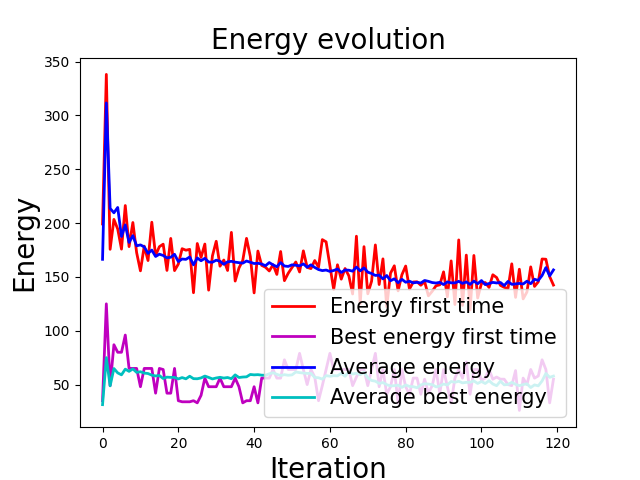 Energy evolution
350
300
250
200
150
100
50
Energy
Energy first time
Best energy first time
Average energy
Average best energy
0 20 40 60 80 100 120
Iteration